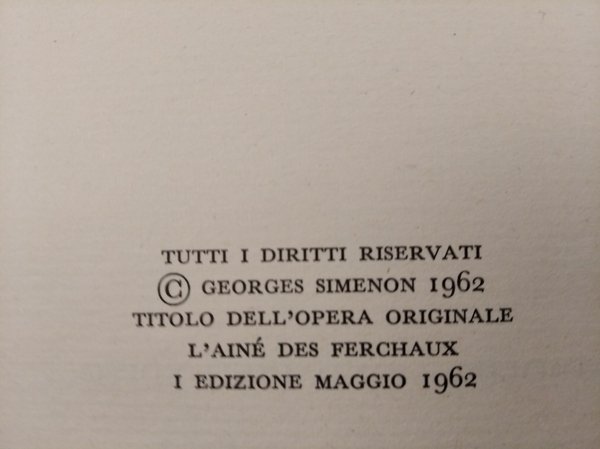 TUTTI I DIRITTI RISERVATI
© GEORGES SIMENON 1962
TITOLO DELL'OPERA ORIGINALE
L'AINÉ DES FERCHAUX
I EDIZIONE MAGGIO 1962